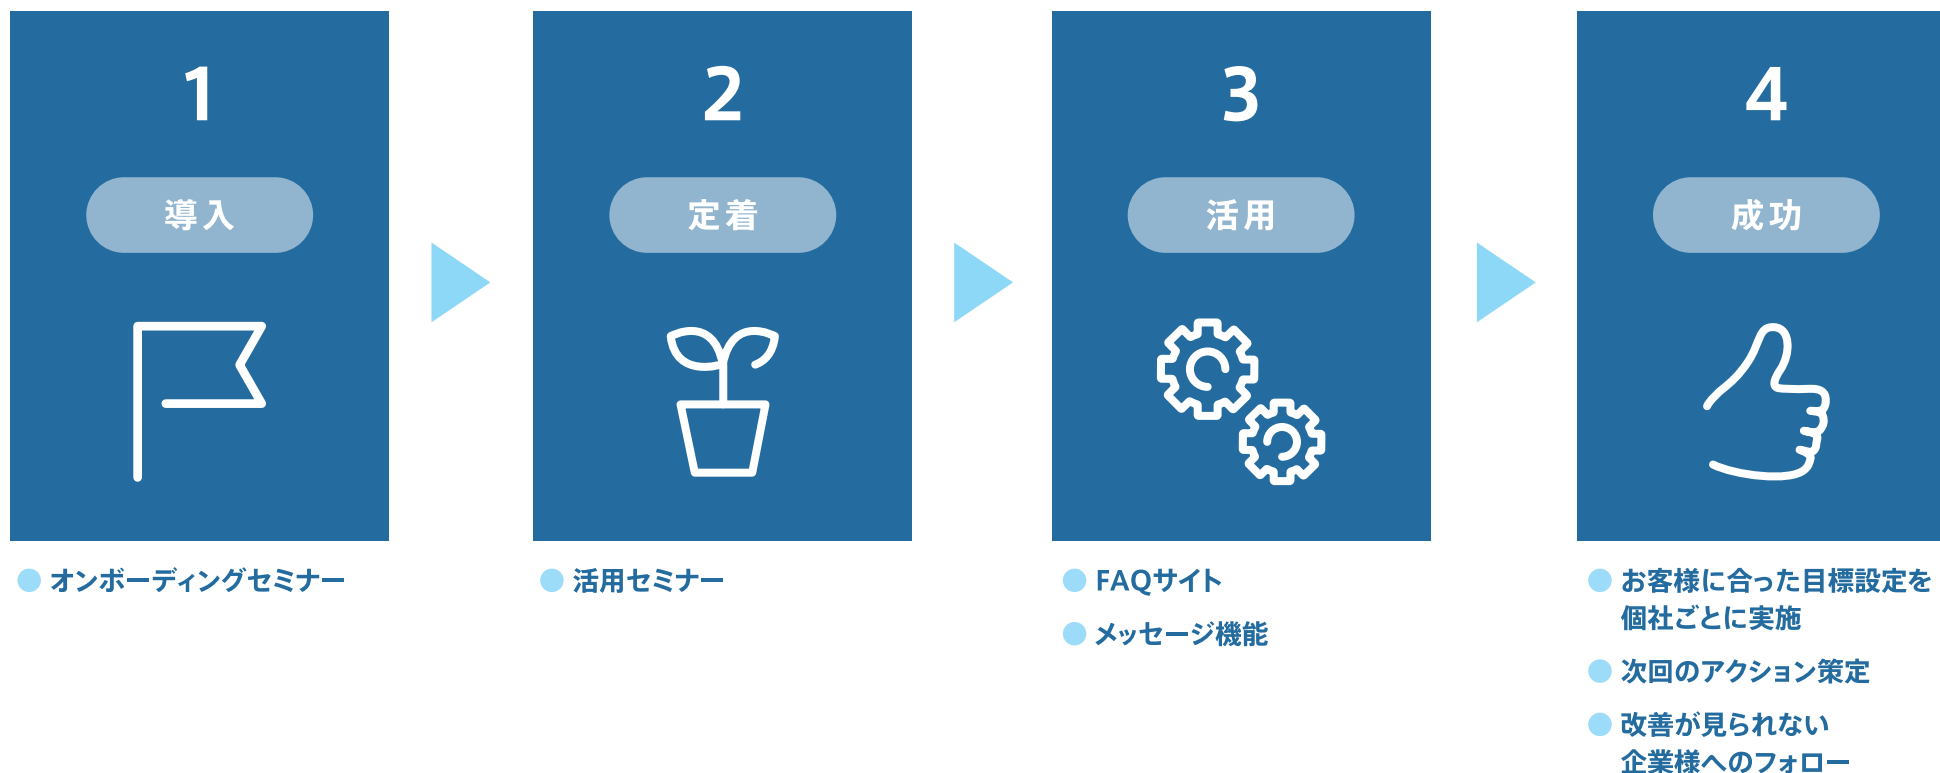 1
導入
オンボーディングセミナー
2
定着
活用セミナー
3
活用
FAQサイト
メッセージ機能
4
成功
お客様に合った目標設定を
個社ごとに実施
次回のアクション策定
改善が見られない
企業様へのフォロー